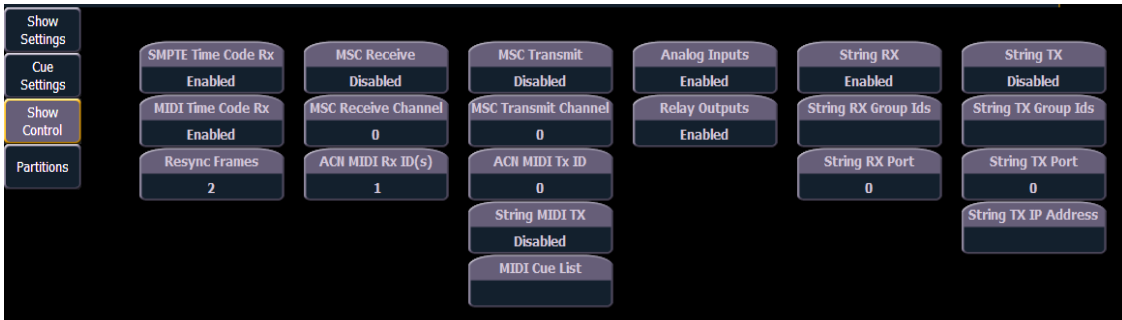 Show
Settings
Cue
Settings
Show
Control
Partitions
SMPTE Time Code Rx
Enabled
MIDI Time Code Rx
Enabled
Resync Frames
2
MSC Receive
Disabled
MSC Receive Channel
0
ACN MIDI Rx ID(s)
1
MSC Transmit
Disabled
MSC Transmit Channel
0
ACN MIDI Tx ID
0
String MIDI TX
Disabled
MIDI Cue List
Analog Inputs
Enabled
Relay Outputs
Enabled
String RX
Enabled
String RX Group Ids
String RX Port
0
String TX
Disabled
String TX Group Ids
String TX Port
0
String TX IP Address